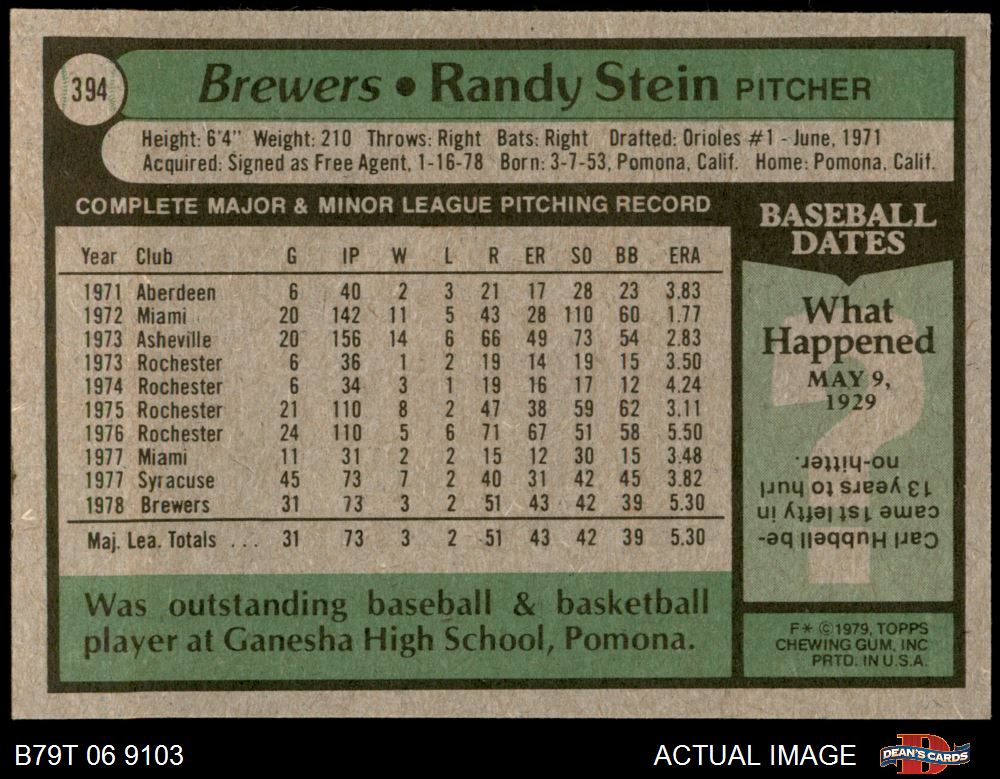 394
Brewers • Randy Stein PITCHER
Height: 6'4" Weight: 210 Throws: Right Bats: Right Drafted: Orioles #1 - June, 1971
Acquired: Signed as Free Agent, 1-16-78 Born: 3-7-53, Pomona, Calif. Home: Pomona, Calif.
COMPLETE MAJOR & MINOR LEAGUE PITCHING RECORD
Year Club G IP W L R ER SO BB ERA
1971 Aberdeen 6 40 2 3 21 17 28 23 3.83
1972 Miami 20 142 11 5 43 28 110 60 1.77
1973 Asheville 20 156 14 6 66 49 73 54 2.83
1973 Rochester 6 36 1 2 19 14 19 15 3.50
1974 Rochester 6 34 3 1 19 16 17 12 4.24
1975 Rochester 21 110 8 2 47 38 59 62 3.11
1976 Rochester 24 110 5 6 71 67 51 58 5.50
1977 Miami 11 31 2 2 15 12 30 15 3.48
1977 Syracuse 45 73 7 2 40 31 42 45 3.82
1978 Brewers 31 73 3 2 51 43 42 39 5.30
Maj. Lea. Totals ... 31 73 3 2 51 43 42 39 5.30
Was outstanding baseball & basketball
player at Ganesha High School, Pomona.
BASEBALL
DATES
What
Happened
MAY 9,
1929
?
Carl Hubbell be-
came 1st lefty in
13 years to hurl
no-hitter.
F* ©1979, TOPPS
CHEWING GUM, INC
PRTD. IN U.S.A.
B79T 06 9103
ACTUAL IMAGE
D
DEAN'S CARDS